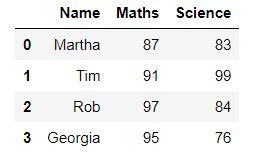 Name Maths Science
0 Martha 87 83
1 Tim 91 99
2 Rob 97 84
3 Georgia 95 76